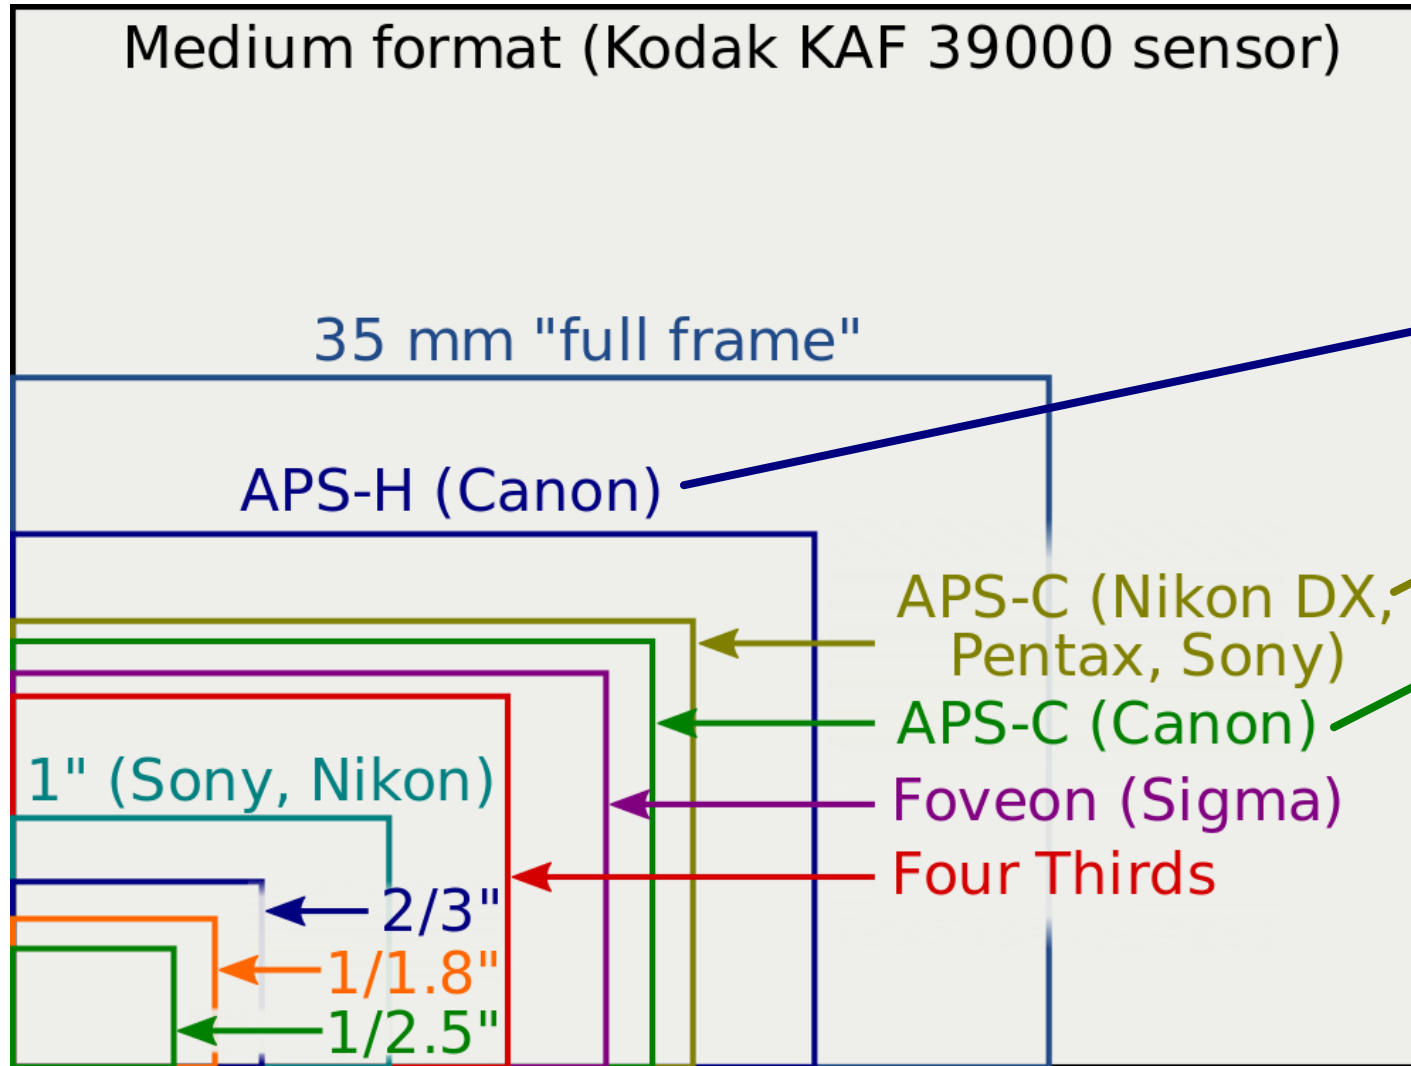 Medium format (Kodak KAF 39000 sensor)
35 mm "full frame"
APS-H (Canon)
APS-C (Nikon DX,
Pentax, Sony)
APS-C (Canon)
1" (Sony, Nikon)
Foveon (Sigma)
Four Thirds
2/3"
1/1.8"
1/2.5"